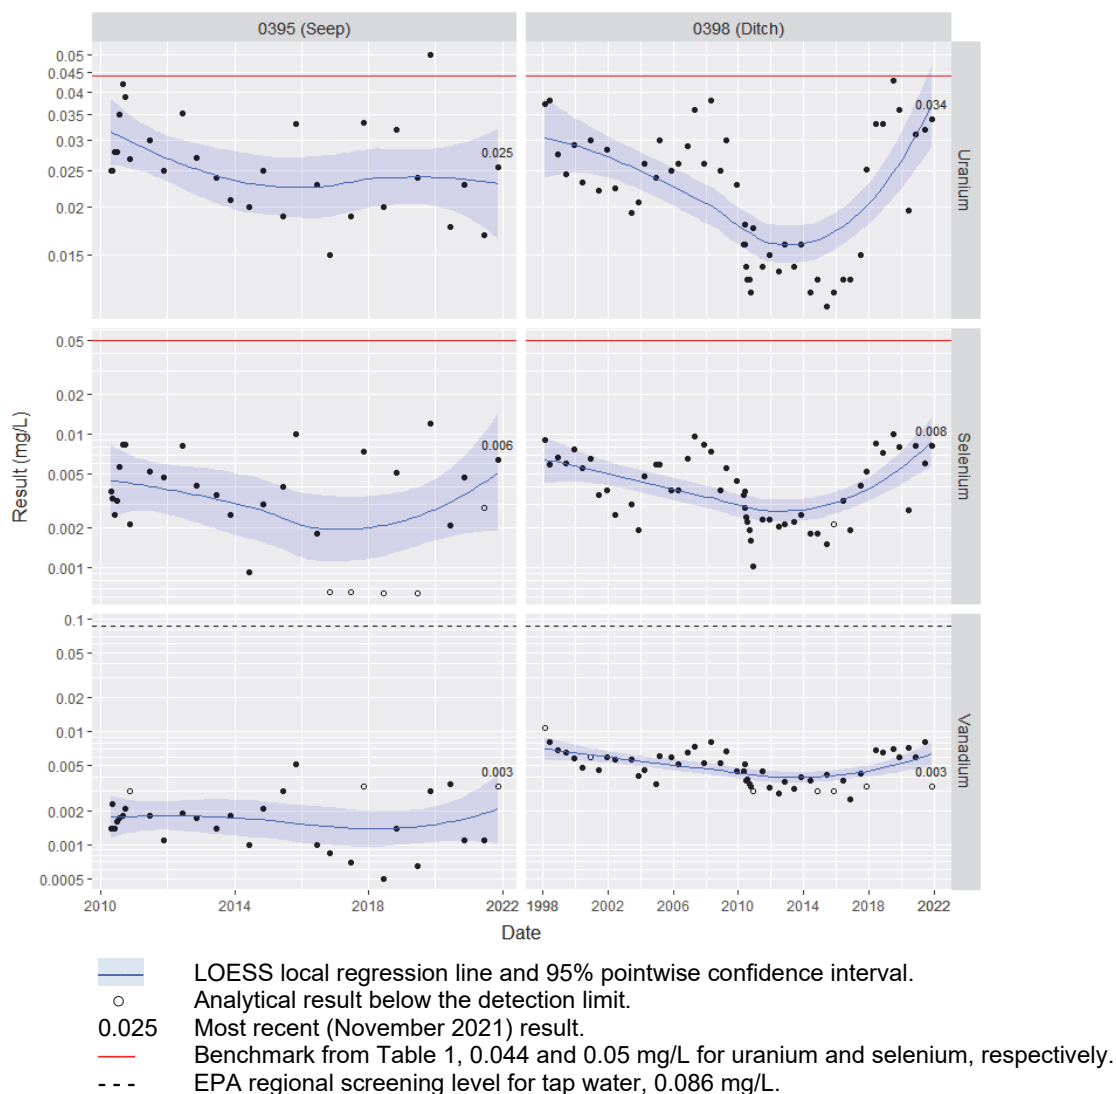 0395 (Seep)
0398 (Ditch)
0.05
0.045
0.04
0.035
0.03
0.025
0.02
0.015
0.025
0.034
Uranium
0.05
0.02
0.01
0.005
0.002
0.001
0.006
0.008
Selenium
Result (mg/L)
0.1
0.05
0.02
0.01
0.005
0.002
0.001
0.0005
0.003
0.003
Vanadium
2010 2014 2018 2022
1998 2002 2006 2010 2014 2018 2022
Date
LOESS local regression line and 95% pointwise confidence interval.
Analytical result below the detection limit.
0.025 Most recent (November 2021) result.
Benchmark from Table 1, 0.044 and 0.05 mg/L for uranium and selenium, respectively.
EPA regional screening level for tap water, 0.086 mg/L.